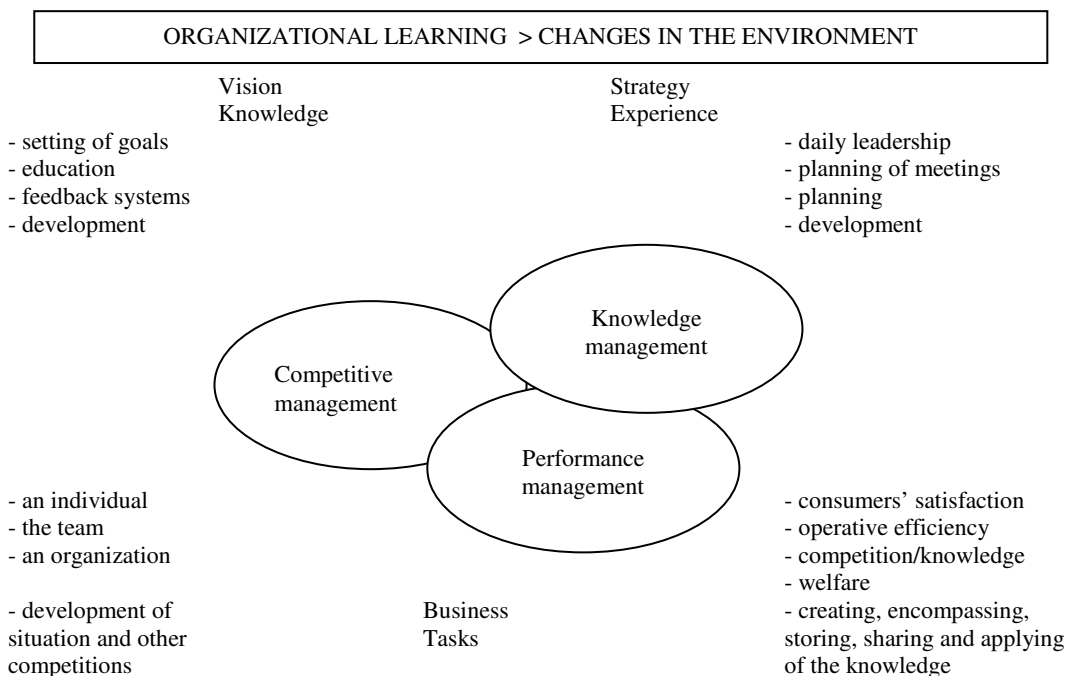 ORGANIZATIONAL LEARNING > CHANGES IN THE ENVIRONMENT
Vision
Knowledge
Strategy
Experience
- setting of goals
- education
- feedback systems
- development
- daily leadership
- planning of meetings
- planning
- development
Knowledge
management
Competitive
management
Performance
management
- an individual
- the team
- an organization
- development of
situation and other
competitions
Business
Tasks
- consumers’ satisfaction
- operative efficiency
- competition/knowledge
- welfare
- creating, encompassing,
storing, sharing and applying
of the knowledge